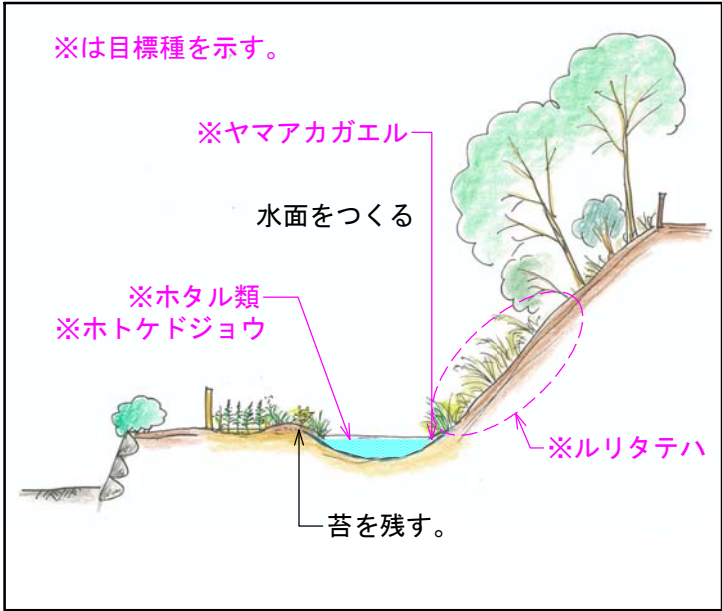 ※は目標種を示す。
※ヤマアカガエル
水面をつくる
※ホタル類
※ホトケドジョウ
※ルリタテハ
苔を残す。